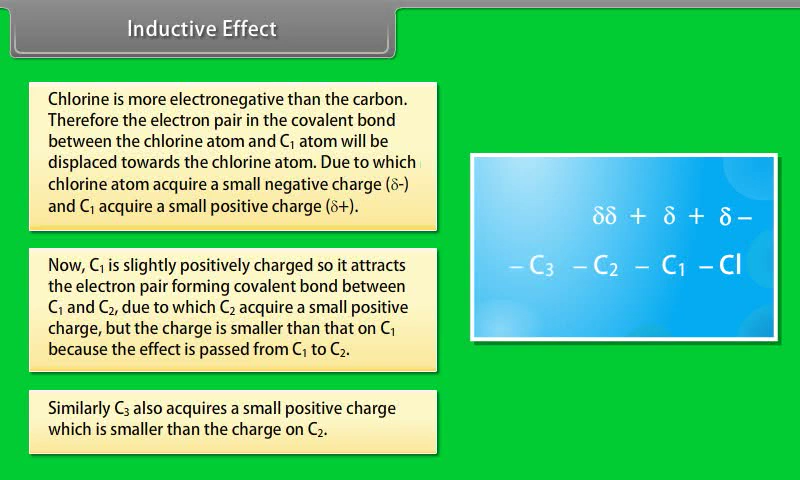 Inductive Effect
Chlorine is more electronegative than the carbon.
Therefore the electron pair in the covalent bond
between the chlorine atom and C₁ atom will be
displaced towards the chlorine atom. Due to which
chlorine atom acquire a small negative charge (δ-)
and C₁ acquire a small positive charge (δ+).
Now, C₁ is slightly positively charged so it attracts
the electron pair forming covalent bond between
C₁ and C₂, due to which C₂ acquire a small positive
charge, but the charge is smaller than that on C₁
because the effect is passed from C₁ to C₂.
Similarly C₃ also acquires a small positive charge
which is smaller than the charge on C₂.
δδ + δ + δ –
– C₃ – C₂ – C₁ – Cl